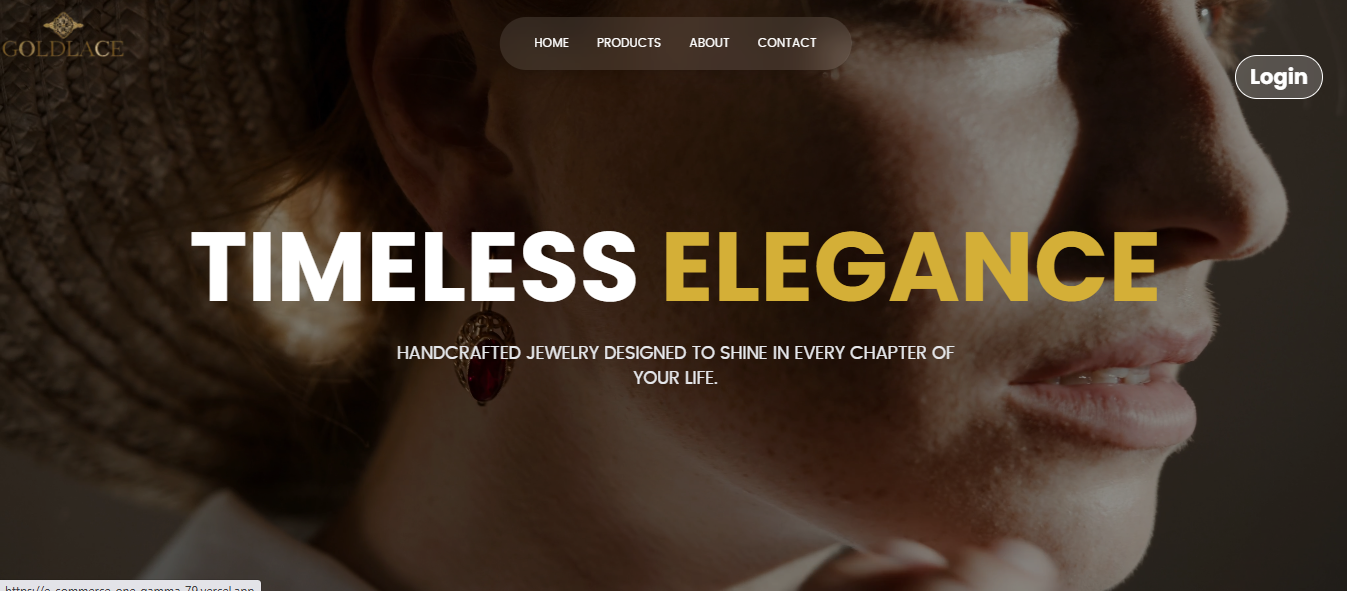 GOLDLACE
HOME PRODUCTS ABOUT CONTACT
Login
TIMELESS ELEGANCE
HANDCRAFTED JEWELRY DESIGNED TO SHINE IN EVERY CHAPTER OF
YOUR LIFE.
https://e-commerce-one-gamma-79.vercel.app